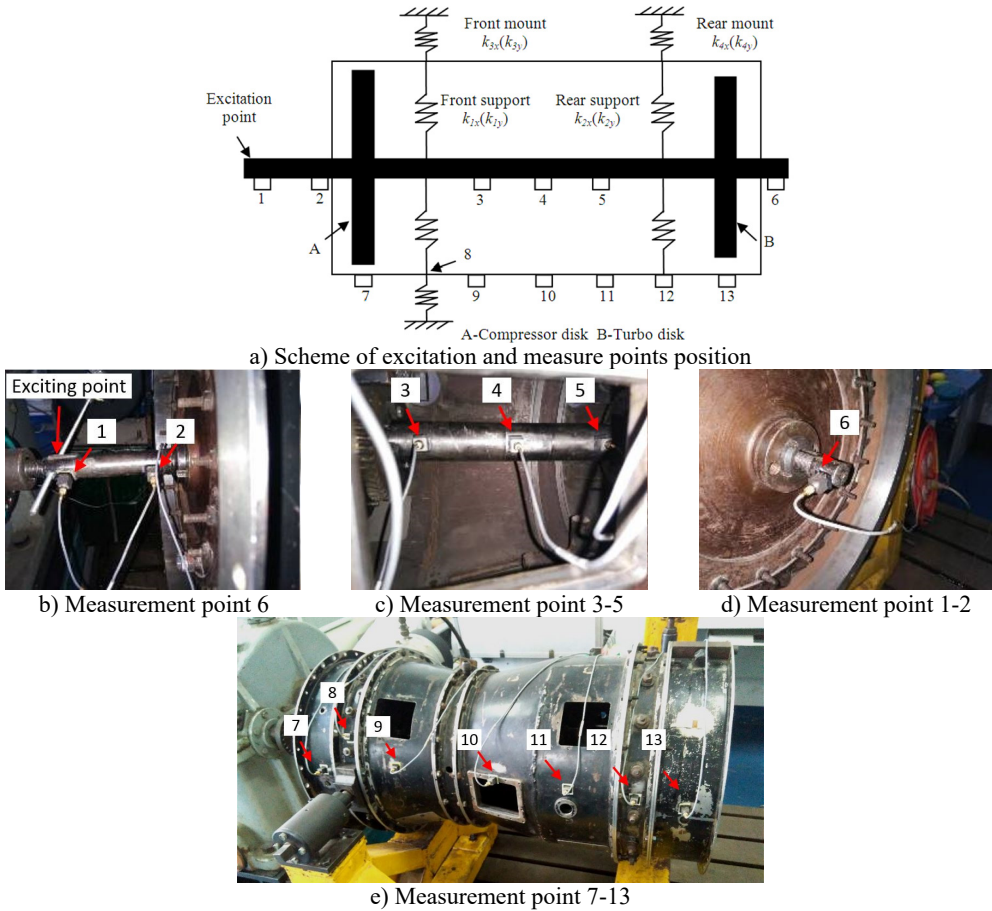 Front mount
k3x(k3y)
Rear mount
k4x(k4y)
Excitation
point
Front support
k1x(k1y)
Rear support
k2x(k2y)
1
2
3
4
5
6
A
B
8
7
9
10
11
12
13
A-Compressor disk B-Turbo disk
a) Scheme of excitation and measure points position
Exciting point
1
2
3
4
5
6
b) Measurement point 6
c) Measurement point 3-5
d) Measurement point 1-2
7
8
9
10
11
12
13
e) Measurement point 7-13